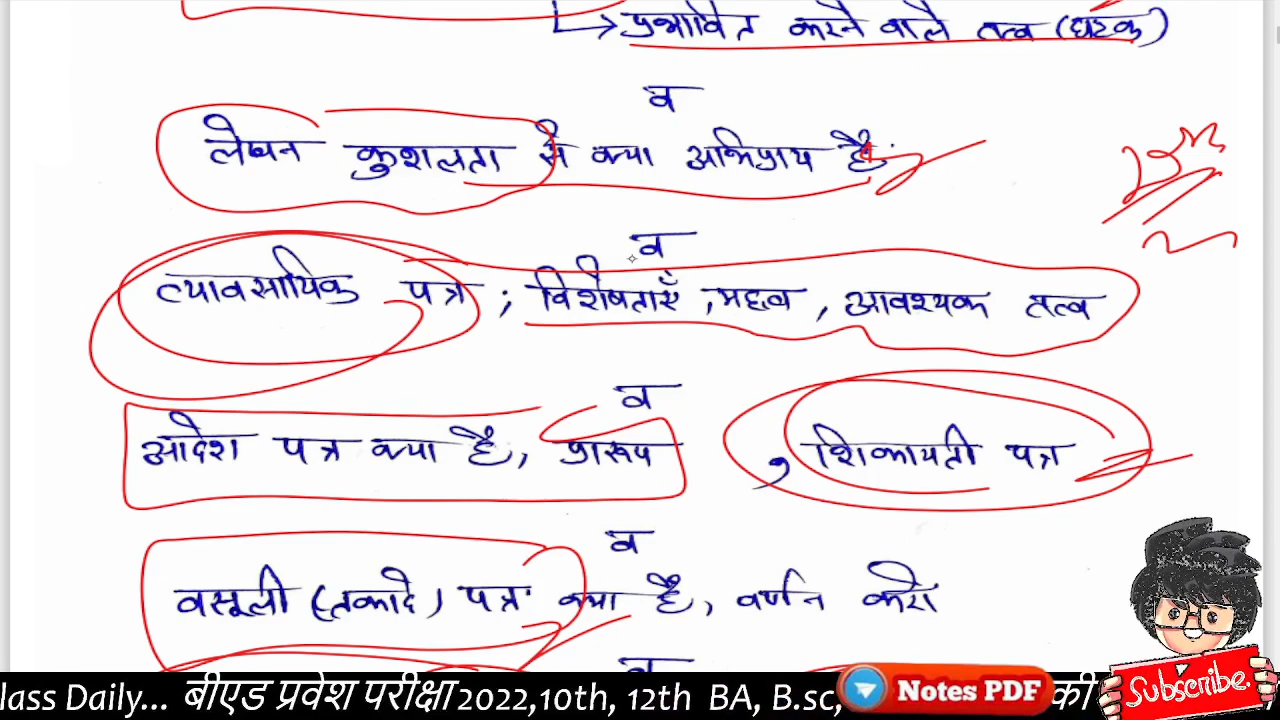 ↳ प्रभावित करने वाले तत्व (घटक)
व
लेखन कुशलता से क्या अभिप्राय है
व
व्यावसायिक पत्र ; विशेषताएँ , महत्व , आवश्यक तत्व
व
आदेश पत्र क्या है, प्रारूप , शिकायती पत्र
व
वसूली (तकादे) पत्र क्या है, वर्णन करो
व
lass Daily... बीएड प्रवेश परीक्षा 2022,10th, 12th BA, B.sc, की
Notes PDF
Subscribe.